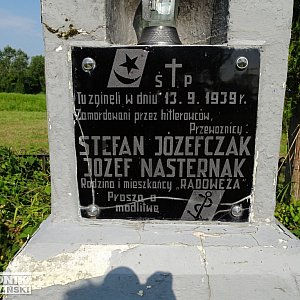 Ś P
Tu zginęli w dniu 13.9.1939 r.
Zamordowani przez hitlerowców,
Przewoźnicy:
STEFAN JÓZEFCZAK
JÓZEF NASTERNAK
Rodzina i mieszkańcy „RADOWĘŻA"
Proszą o
modlitwę